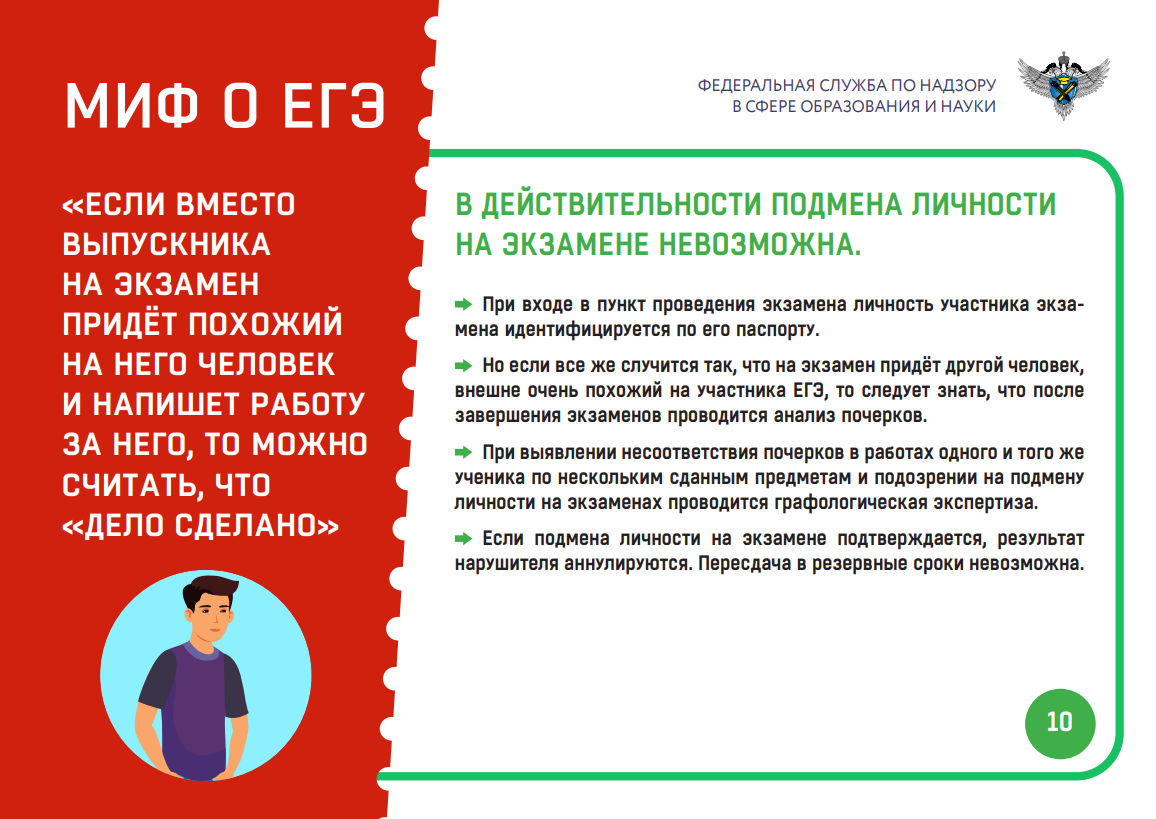 МИФ О ЕГЭ
«ЕСЛИ ВМЕСТО
ВЫПУСКНИКА
НА ЭКЗАМЕН
ПРИДЁТ ПОХОЖИЙ
НА НЕГО ЧЕЛОВЕК
И НАПИШЕТ РАБОТУ
ЗА НЕГО, ТО МОЖНО
СЧИТАТЬ, ЧТО
«ДЕЛО СДЕЛАНО»
ФЕДЕРАЛЬНАЯ СЛУЖБА ПО НАДЗОРУ
В СФЕРЕ ОБРАЗОВАНИЯ И НАУКИ
В ДЕЙСТВИТЕЛЬНОСТИ ПОДМЕНА ЛИЧНОСТИ
НА ЭКЗАМЕНЕ НЕВОЗМОЖНА.
При входе в пункт проведения экзамена личность участника экза-
мена идентифицируется по его паспорту.
Но если все же случится так, что на экзамен придёт другой человек,
внешне очень похожий на участника ЕГЭ, то следует знать, что после
завершения экзаменов проводится анализ почерков.
При выявлении несоответствия почерков в работах одного и того же
ученика по нескольким сданным предметам и подозрении на подмену
личности на экзаменах проводится графологическая экспертиза.
Если подмена личности на экзамене подтверждается, результат
нарушителя аннулируются. Пересдача в резервные сроки невозможна.
10